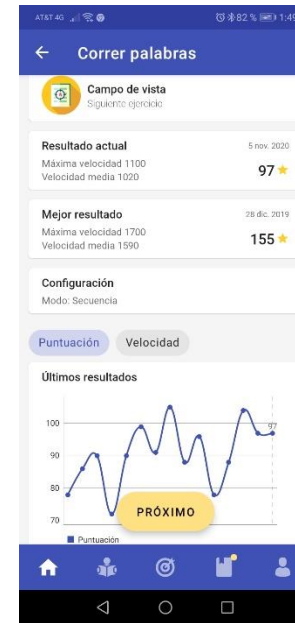 AT&T 4G 82 % 1:49
Correr palabras
Campo de vista
Siguiente ejercicio
Resultado actual 5 nov. 2020
Máxima velocidad 1100
Velocidad media 1020
97
Mejor resultado 28 dic. 2019
Máxima velocidad 1700
Velocidad media 1590
155
Configuración
Modo: Secuencia
Puntuación Velocidad
Últimos resultados
100
97
90
80
70
PRÓXIMO
Puntuación